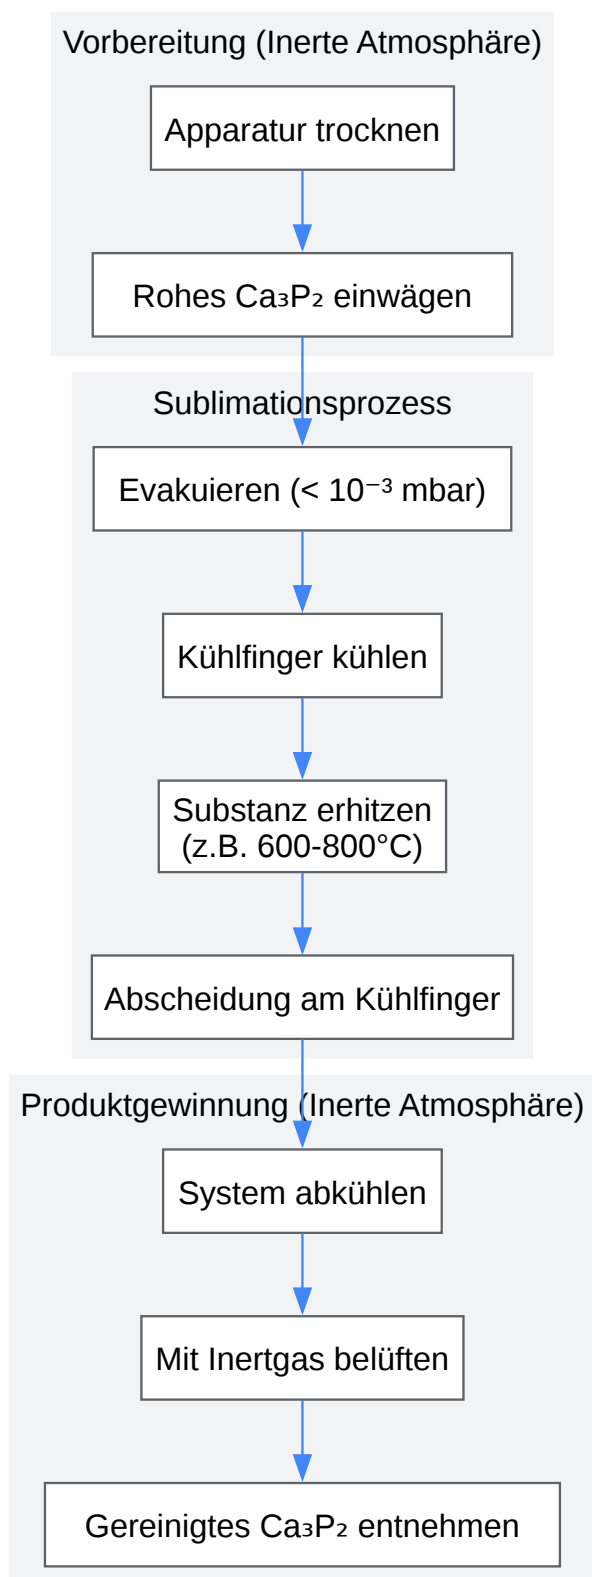 Vorbereitung (Inerte Atmosphäre)
Apparatur trocknen
Rohes Ca₃P₂ einwägen
Sublimationsprozess
Evakuieren (< 10⁻³ mbar)
Kühlfinger kühlen
Substanz erhitzen
(z.B. 600-800°C)
Abscheidung am Kühlfinger
Produktgewinnung (Inerte Atmosphäre)
System abkühlen
Mit Inertgas belüften
Gereinigtes Ca₃P₂ entnehmen